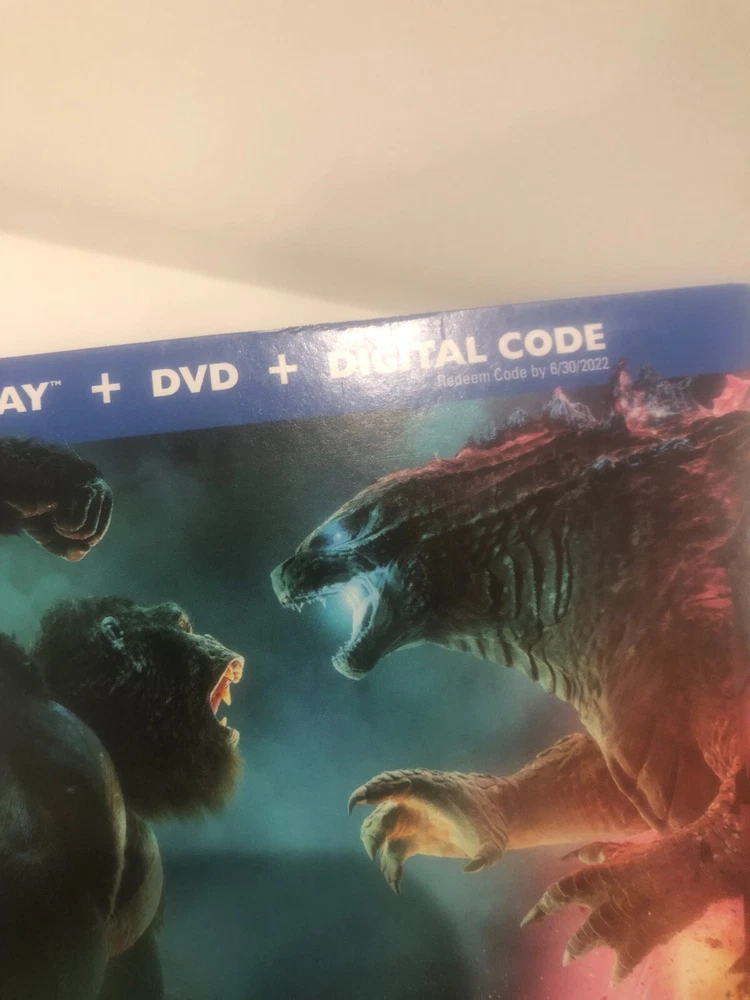 AY™ + DVD + DIGITAL CODE
Redeem Code by 6/30/2022